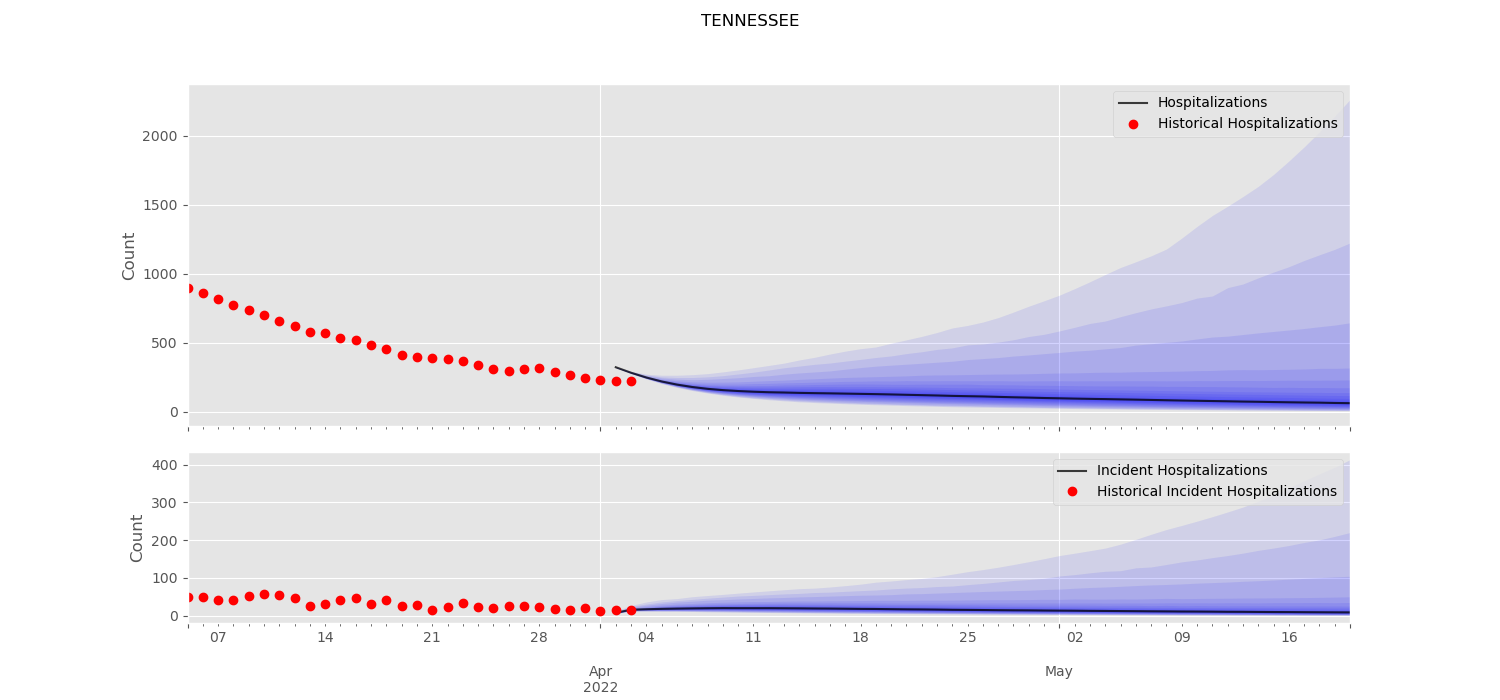 TENNESSEE
Hospitalizations
Historical Hospitalizations
2000
1500
1000
500
0
Count
Incident Hospitalizations
Historical Incident Hospitalizations
400
300
200
100
0
Count
07 14 21 28 04 11 18 25 02 09 16
Apr May
2022